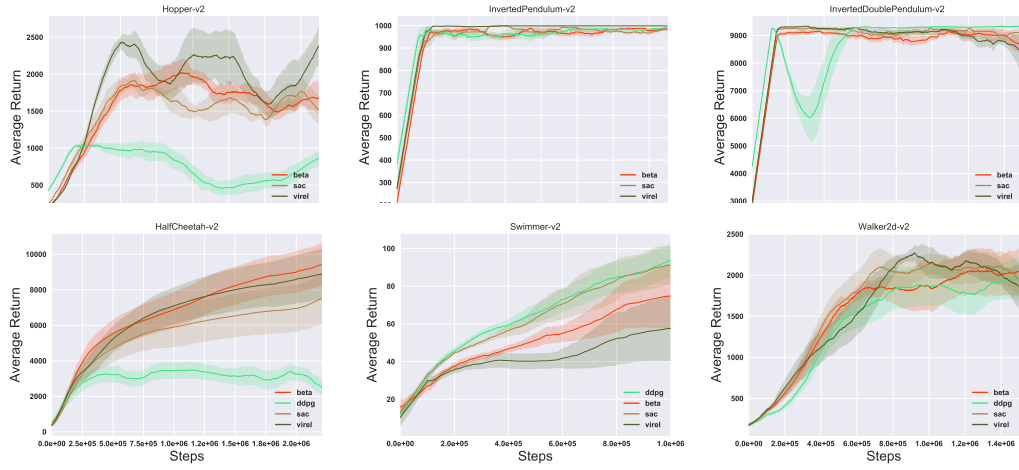 Hopper-v2
InvertedPendulum-v2
InvertedDoublePendulum-v2
Average Return
2500
2000
1500
1000
500
beta
sac
virel
Average Return
1000
900
800
700
600
500
400
300
200
beta
sac
virel
Average Return
9000
8000
7000
6000
5000
4000
3000
beta
sac
virel
HalfCheetah-v2
Swimmer-v2
Walker2d-v2
Average Return
10000
8000
6000
4000
2000
0
beta
ddpg
sac
virel
0.0e+00 2.5e+05 5.0e+05 7.5e+05 1.0e+06 1.2e+06 1.5e+06 1.8e+06 2.0e+06
Steps
Average Return
100
80
60
40
20
ddpg
beta
sac
virel
0.0e+00 2.0e+05 4.0e+05 6.0e+05 8.0e+05 1.0e+06
Steps
Average Return
2500
2000
1500
1000
500
0
beta
ddpg
sac
virel
0.0e+00 2.0e+05 4.0e+05 6.0e+05 8.0e+05 1.0e+06 1.2e+06 1.4e+06
Steps